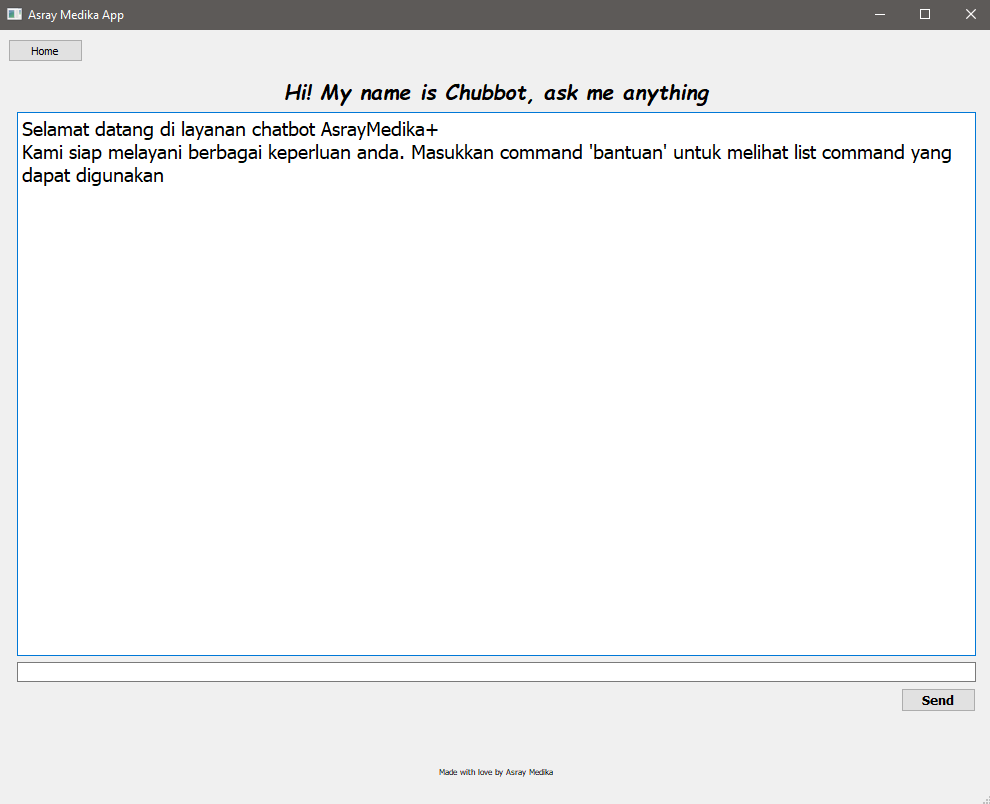 Asray Medika App
Home
Hi! My name is Chubbot, ask me anything
Selamat datang di layanan chatbot AsrayMedika+
Kami siap melayani berbagai keperluan anda. Masukkan command 'bantuan' untuk melihat list command yang
dapat digunakan
Send
Made with love by Asray Medika